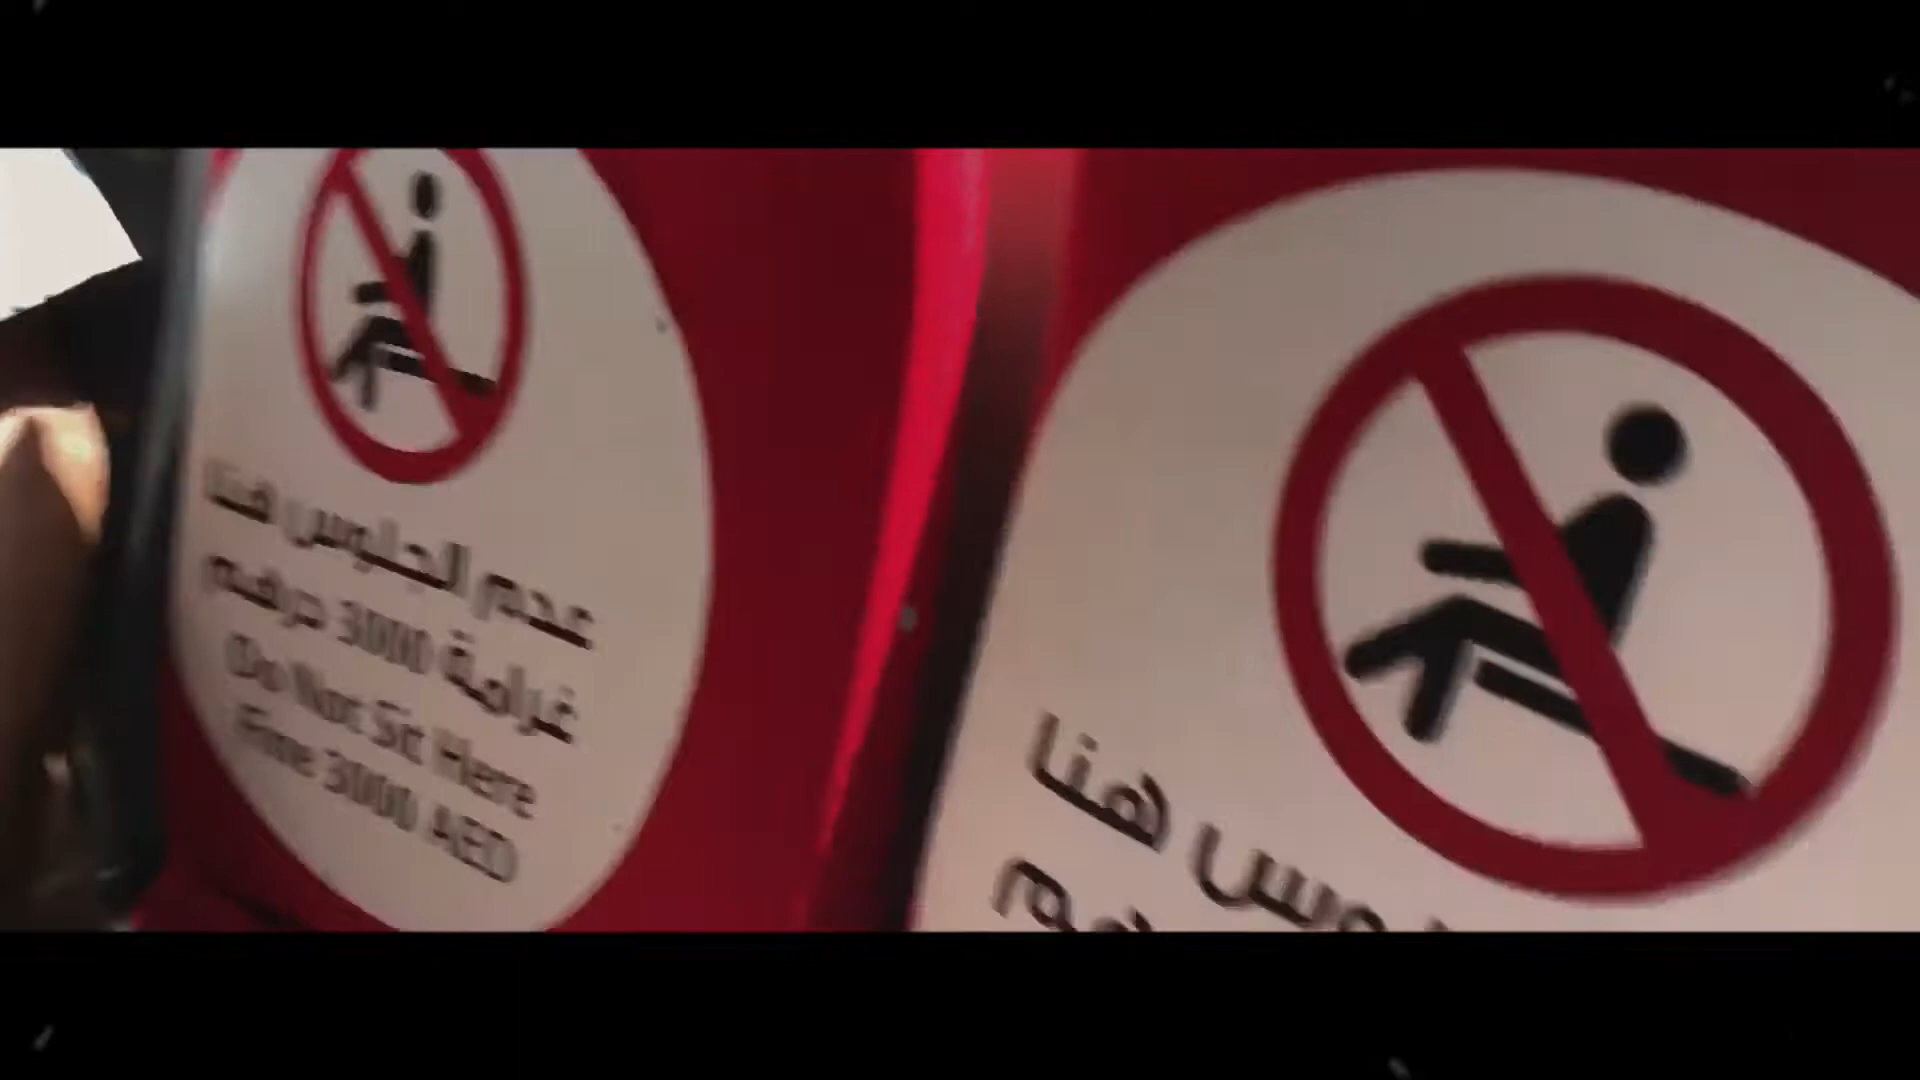 عدم الجلوس هنا
غرامة 3000 درهم
Do Not Sit Here
Fine 3000 AED
هنا